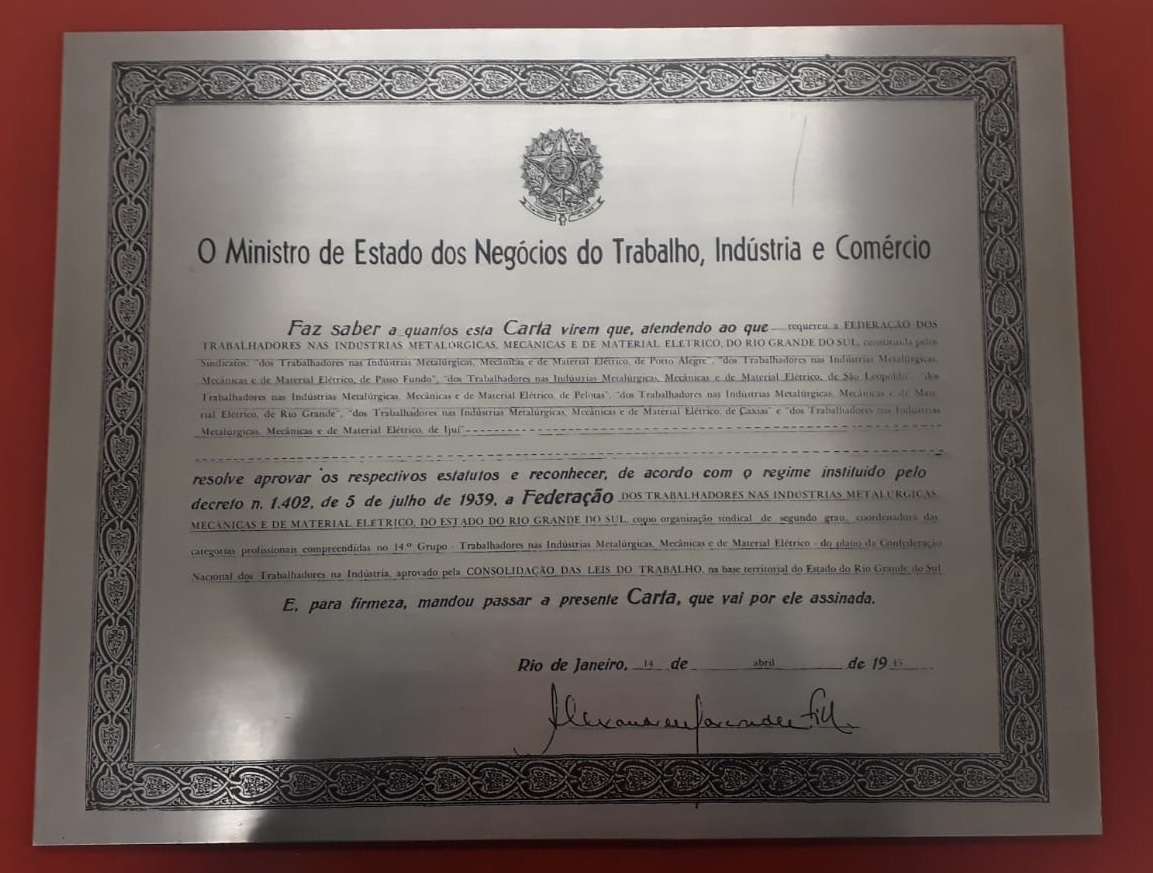 O Ministro de Estado dos Negócios do Trabalho, Indústria e Comércio
Faz saber a quantos esta Carta virem que, atendendo ao que requereu a FEDERAÇÃO DOS
TRABALHADORES NAS INDÚSTRIAS METALÚRGICAS, MECÂNICAS E DE MATERIAL ELÉTRICO, DO RIO GRANDE DO SUL, constituída pelos
Sindicatos: "dos Trabalhadores nas Indústrias Metalúrgicas, Mecânicas e de Material Elétrico, de Porto Alegre", "dos Trabalhadores nas Indústrias Metalúrgicas,
Mecânicas e de Material Elétrico, de Passo Fundo", "dos Trabalhadores nas Indústrias Metalúrgicas, Mecânicas e de Material Elétrico, de São Leopoldo", "dos
Trabalhadores nas Indústrias Metalúrgicas, Mecânicas e de Material Elétrico, de Pelotas", "dos Trabalhadores nas Indústrias Metalúrgicas, Mecânicas e de Mate-
rial Elétrico, de Rio Grande", "dos Trabalhadores nas Indústrias Metalúrgicas, Mecânicas e de Material Elétrico, de Caxias" e "dos Trabalhadores nas Indústrias
Metalúrgicas, Mecânicas e de Material Elétrico, de Ijuí"
resolve aprovar os respectivos estatutos e reconhecer, de acordo com o regime instituído pelo
decreto n. 1.402, de 5 de julho de 1939, a Federação DOS TRABALHADORES NAS INDÚSTRIAS METALÚRGICAS,
MECÂNICAS E DE MATERIAL ELÉTRICO, DO ESTADO DO RIO GRANDE DO SUL, como organização sindical de segundo grau, coordenadora das
categorias profissionais compreendidas no 14.º Grupo - Trabalhadores nas Indústrias Metalúrgicas, Mecânicas e de Material Elétrico - do plano da Confederação
Nacional dos Trabalhadores na Indústria, aprovado pela CONSOLIDAÇÃO DAS LEIS DO TRABALHO, na base territorial do Estado do Rio Grande do Sul
E, para firmeza, mandou passar a presente Carta, que vai por ele assinada.
Rio de Janeiro, 14 de abril de 1945